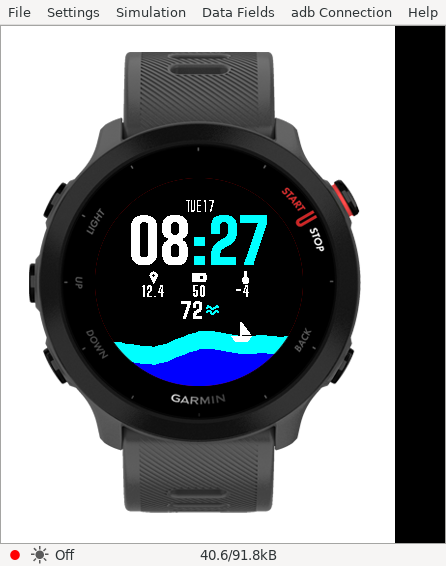 File Settings Simulation Data Fields adb Connection Help
LIGHT
START
STOP
UP
DOWN
BACK
TUE17
08:27
12.4 50 -4
72
GARMIN
Off 40.6/91.8kB